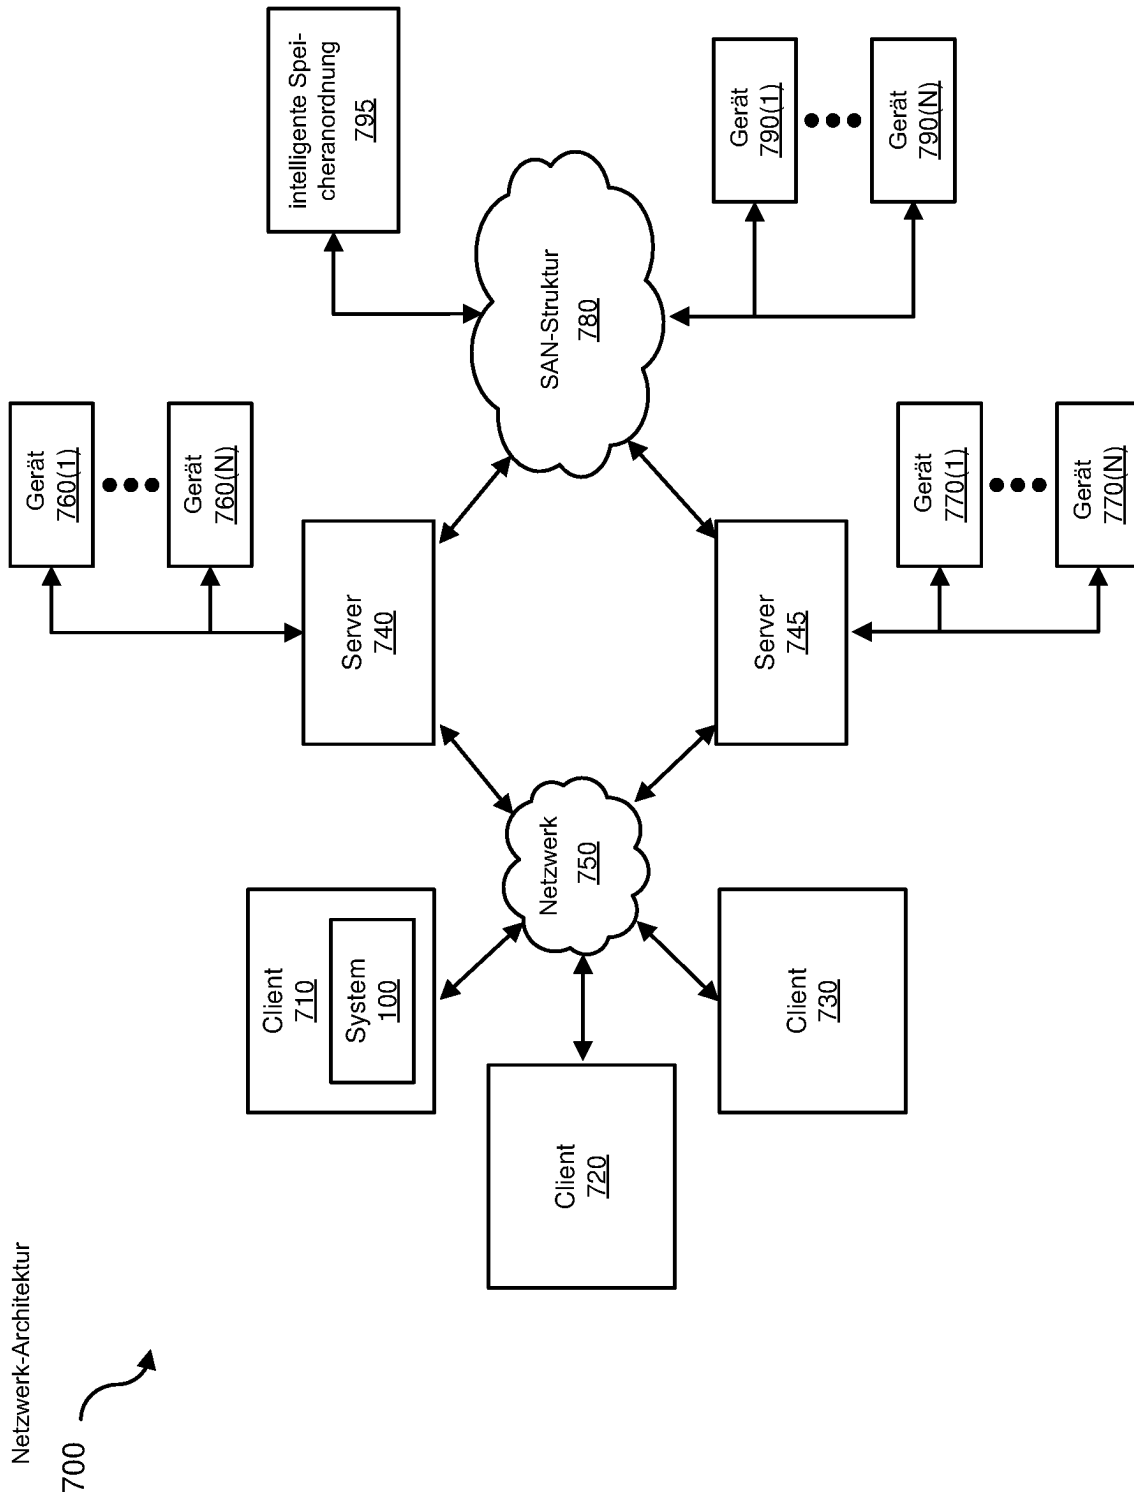 Netzwerk-Architektur
700
Client
710
System
100
Client
720
Client
730
Netzwerk
750
Server
740
Server
745
Gerät
760(1)
Gerät
760(N)
Gerät
770(1)
Gerät
770(N)
SAN-Struktur
780
intelligente Spei-
cheranordnung
795
Gerät
790(1)
Gerät
790(N)